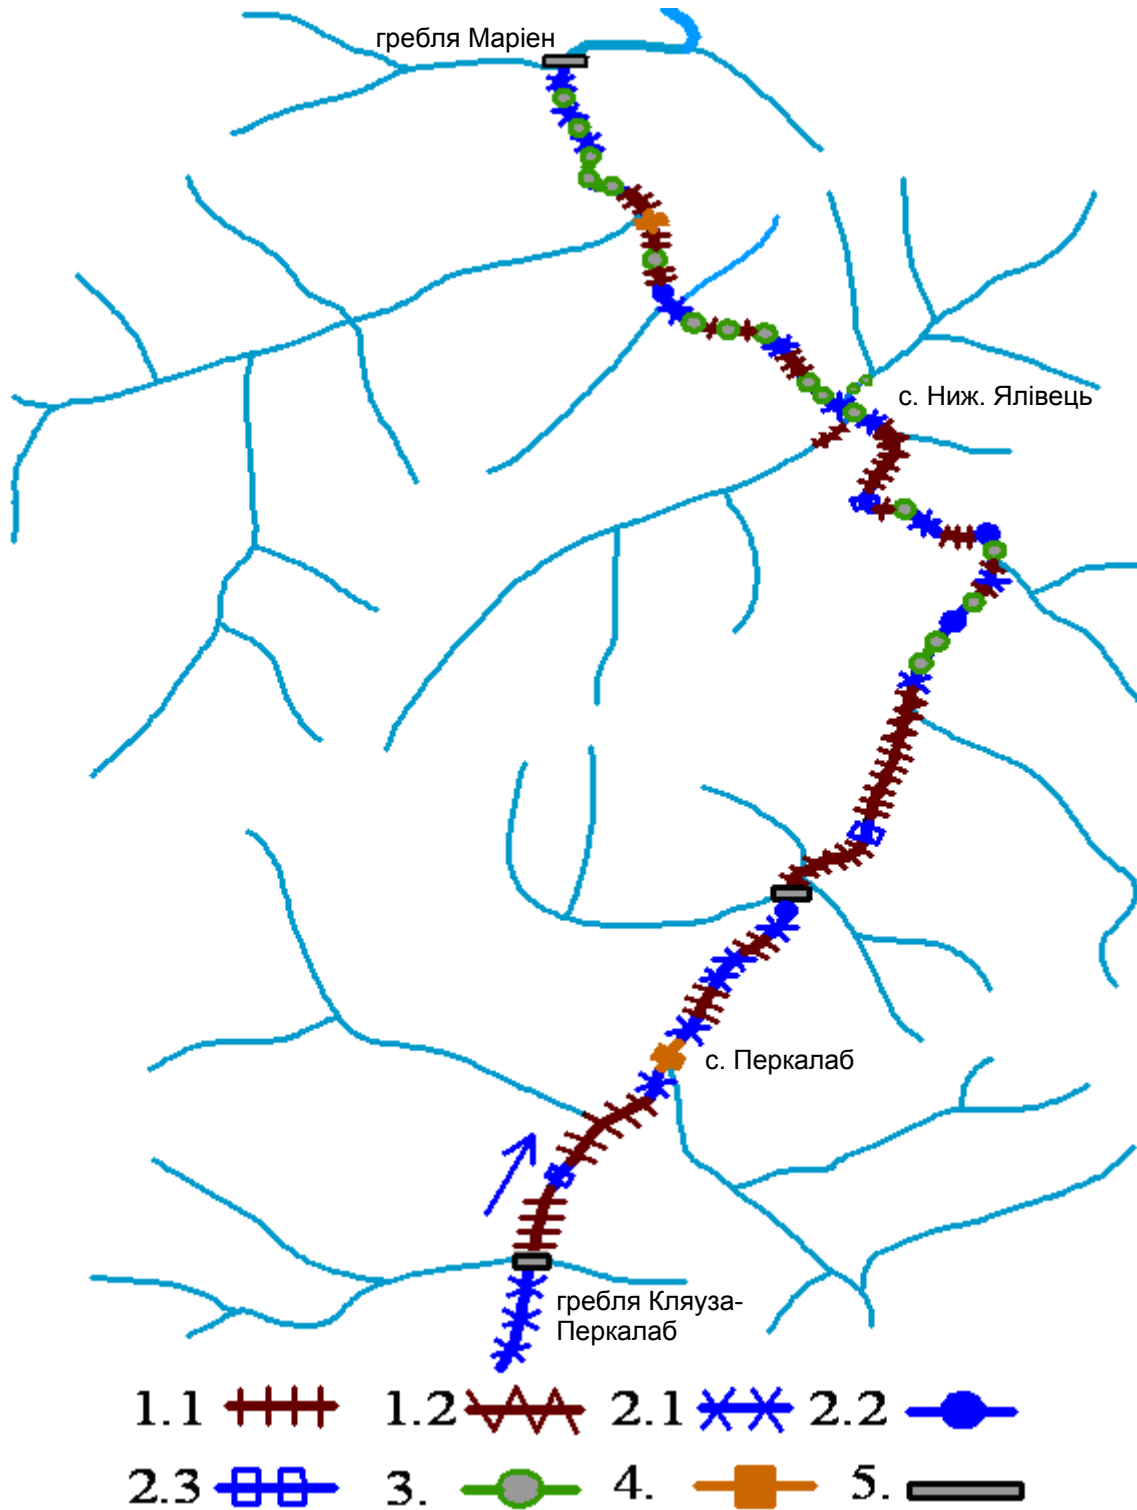 гребля Марієн
с. Ниж. Ялівець
с. Перкалаб
гребля Кляуза-
Перкалаб
1.1 1.2 2.1 2.2
2.3 3. 4. 5.